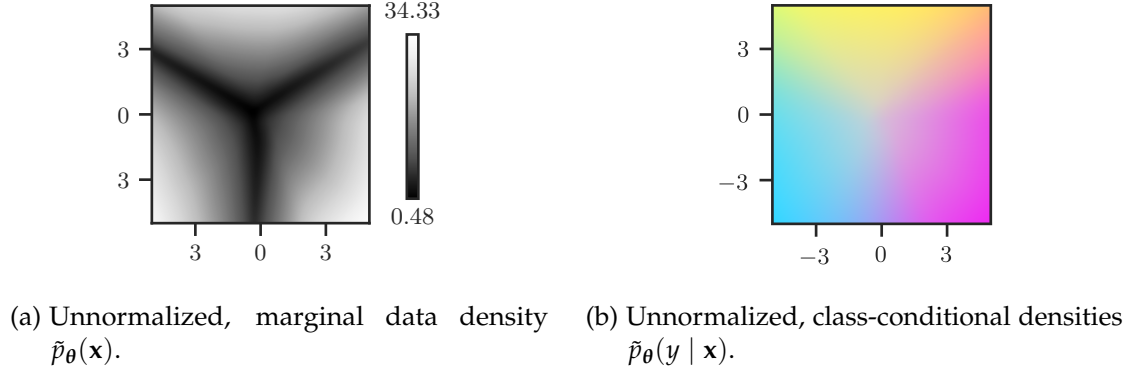 34.33
3
0
3
0.48
3 0 3
3
0
−3
−3 0 3
(a) Unnormalized, marginal data density
p̃θ(x).
(b) Unnormalized, class-conditional densities
p̃θ(y | x).